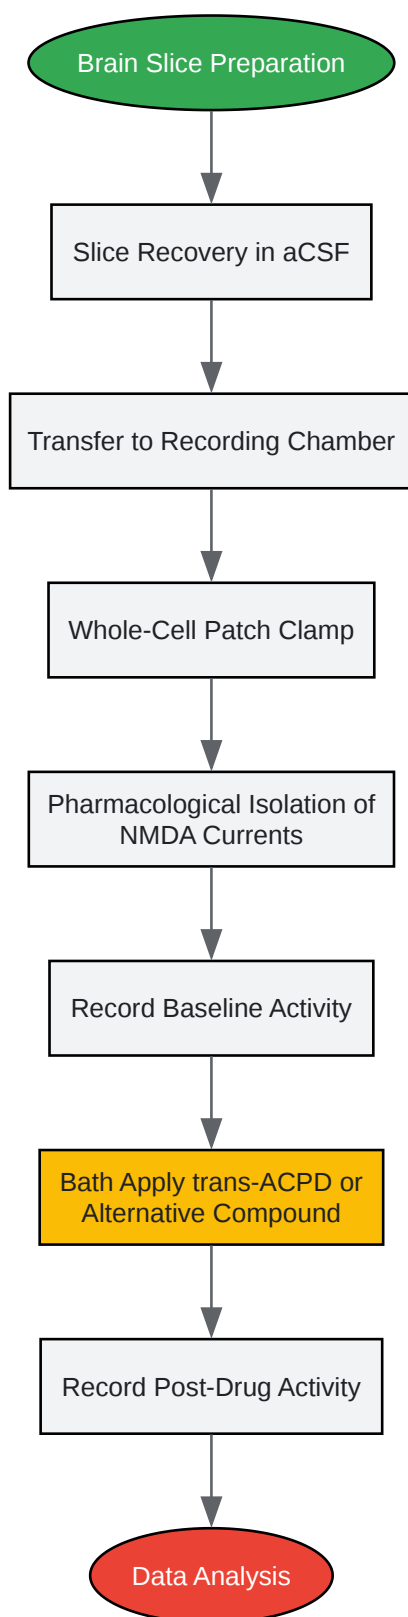 Brain Slice Preparation
Slice Recovery in aCSF
Transfer to Recording Chamber
Whole-Cell Patch Clamp
Pharmacological Isolation of
NMDA Currents
Record Baseline Activity
Bath Apply trans-ACPD or
Alternative Compound
Record Post-Drug Activity
Data Analysis